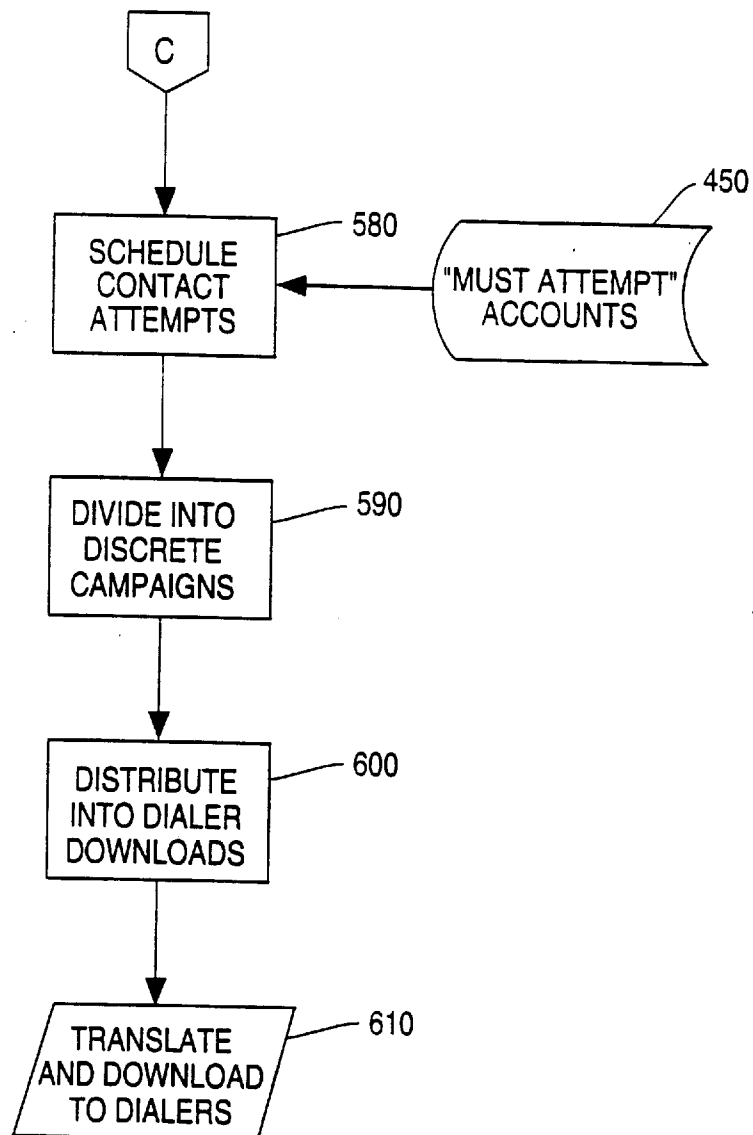 C
450
580
SCHEDULE
CONTACT
ATTEMPTS
"MUST ATTEMPT"
ACCOUNTS
590
DIVIDE INTO
DISCRETE
CAMPAIGNS
600
DISTRIBUTE
INTO DIALER
DOWNLOADS
610
TRANSLATE
AND DOWNLOAD
TO DIALERS